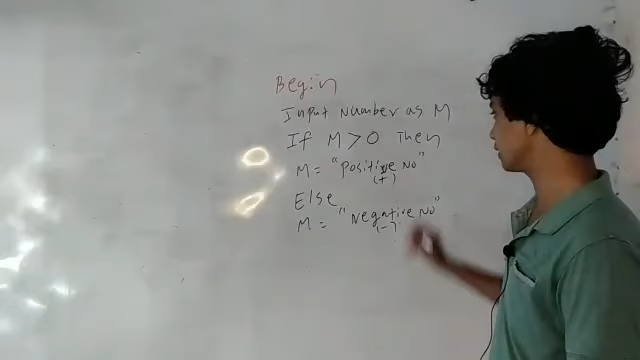 Begin
Input Number as M
If M > 0 Then
M = "Positive No"
(+)
Else
M = "Negative No"
(-)